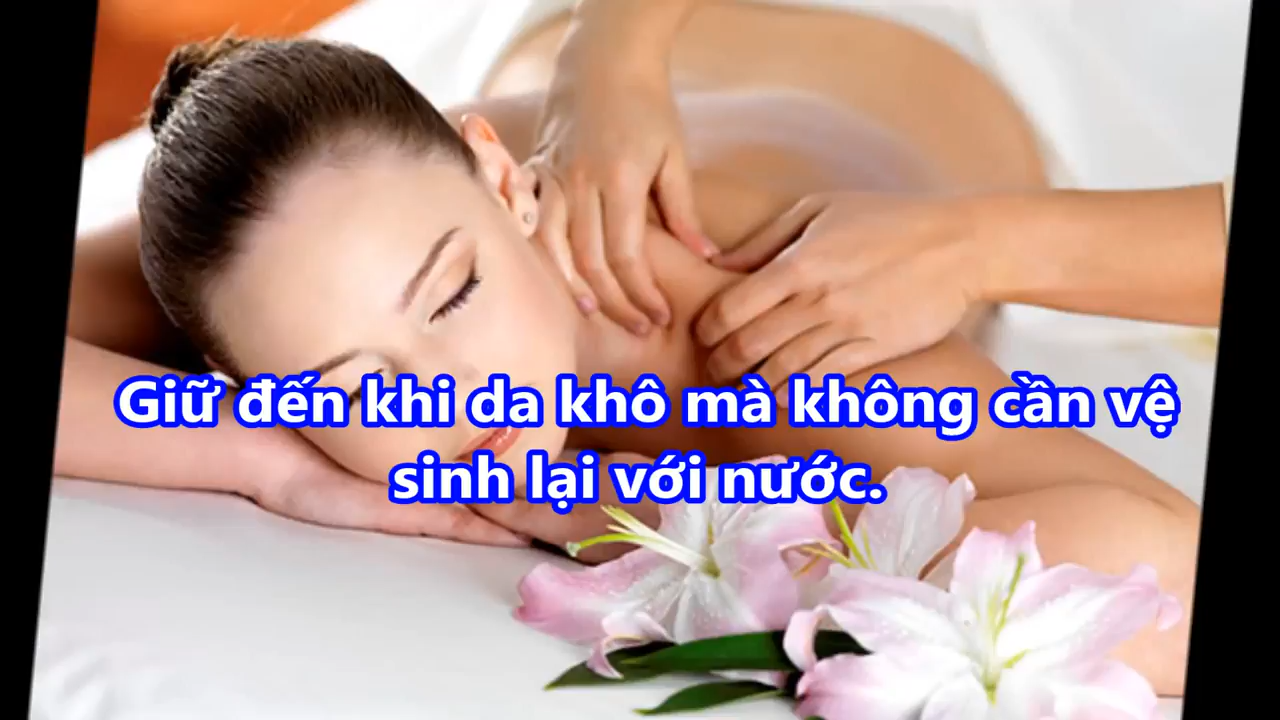 Giữ đến khi da khô mà không cần vệ
sinh lại với nước.